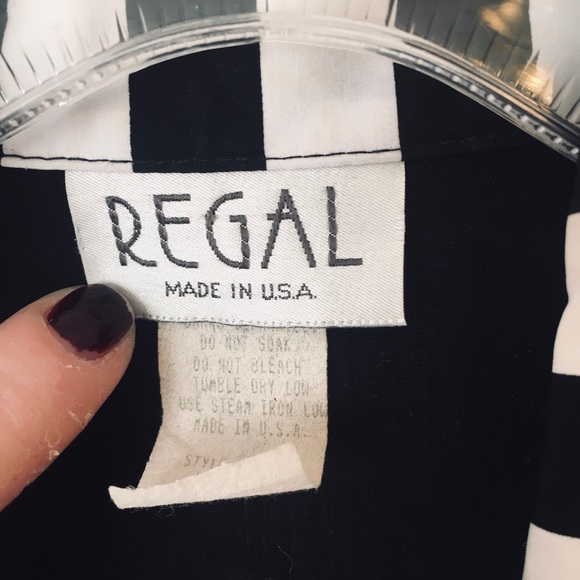 REGAL
MADE IN U.S.A.
DO NOT SOAK
DO NOT BLEACH
TUMBLE DRY LOW
USE STEAM IRON LOW
MADE IN U.S.A.